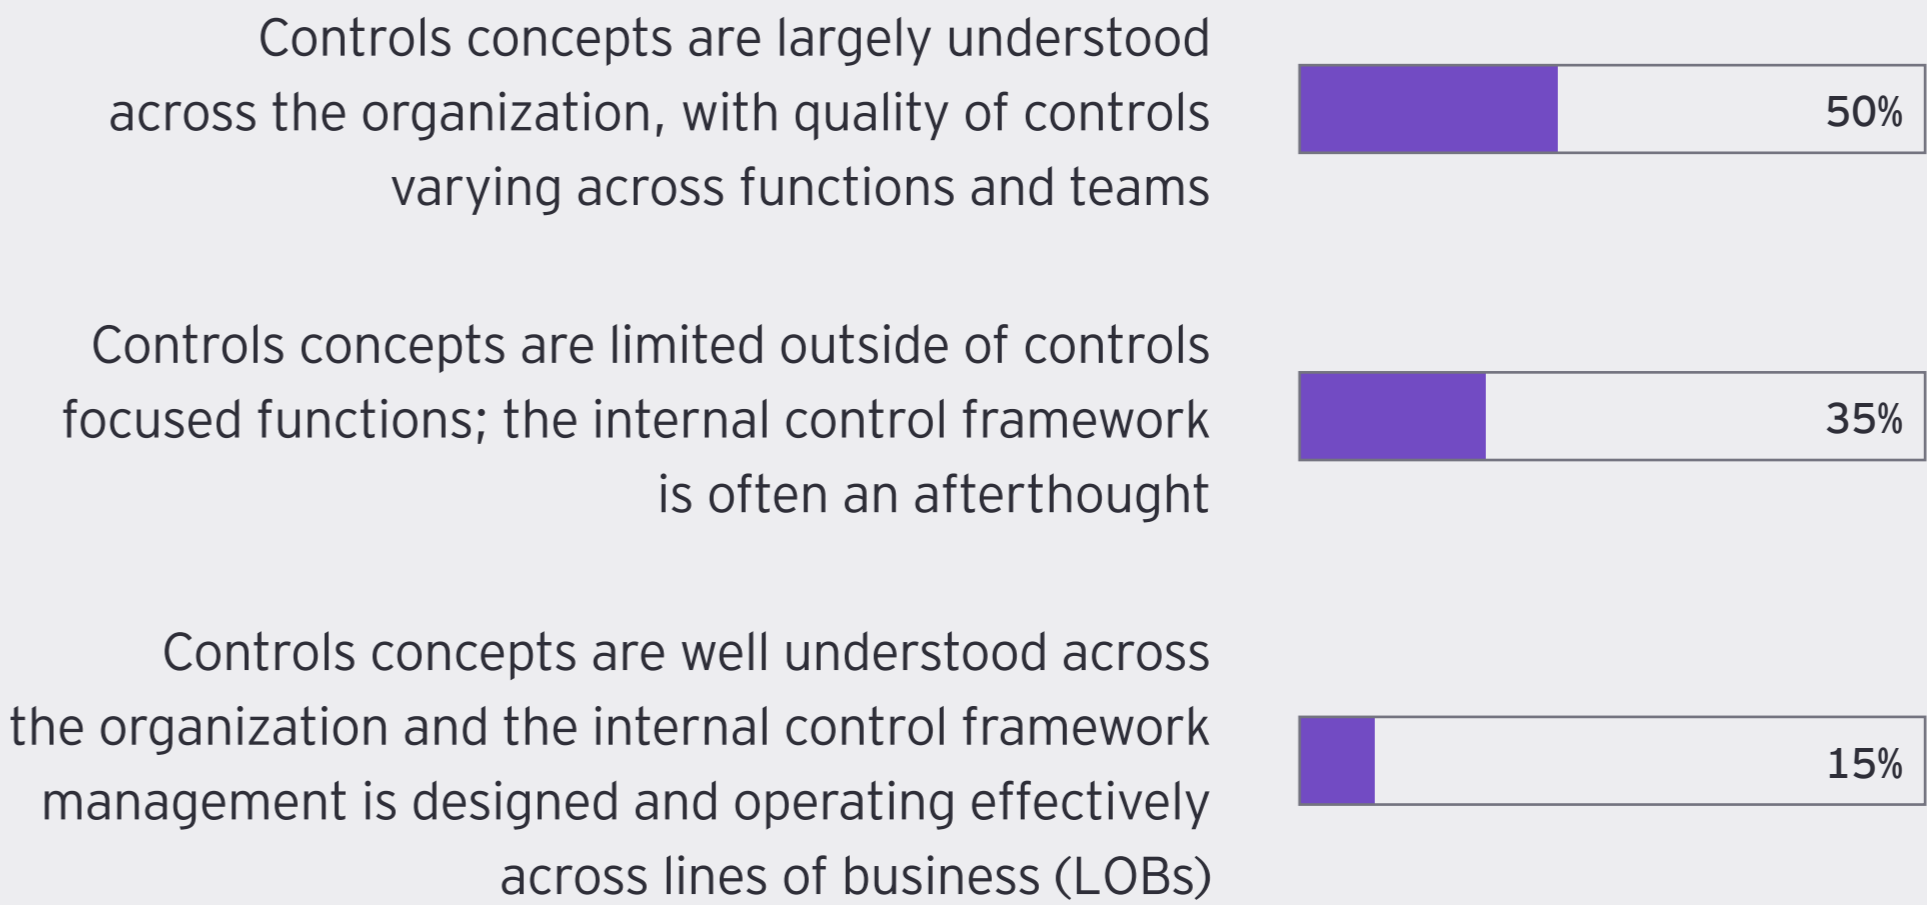 Controls concepts are largely understood
across the organization, with quality of controls
varying across functions and teams
50%
Controls concepts are limited outside of controls
focused functions; the internal control framework
is often an afterthought
35%
Controls concepts are well understood across
the organization and the internal control framework
management is designed and operating effectively
across lines of business (LOBs)
15%